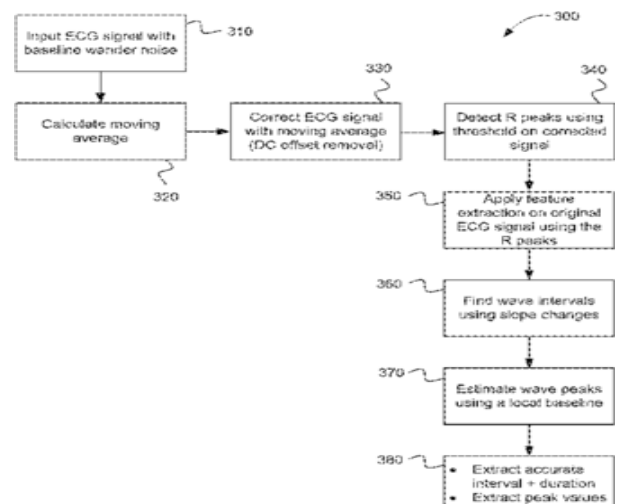 300
310
Input ECG signal with
baseline wander noise
Calculate moving
average
320
330
Correct ECG signal
with moving average
(DC offset removal)
340
Detect R peaks using
threshold on corrected
signal
350
Apply feature
extraction on original
ECG signal using the
R peaks
360
Find wave intervals
using slope changes
370
Estimate wave peaks
using a local baseline
380
• Extract accurate
interval + duration
• Extract peak values